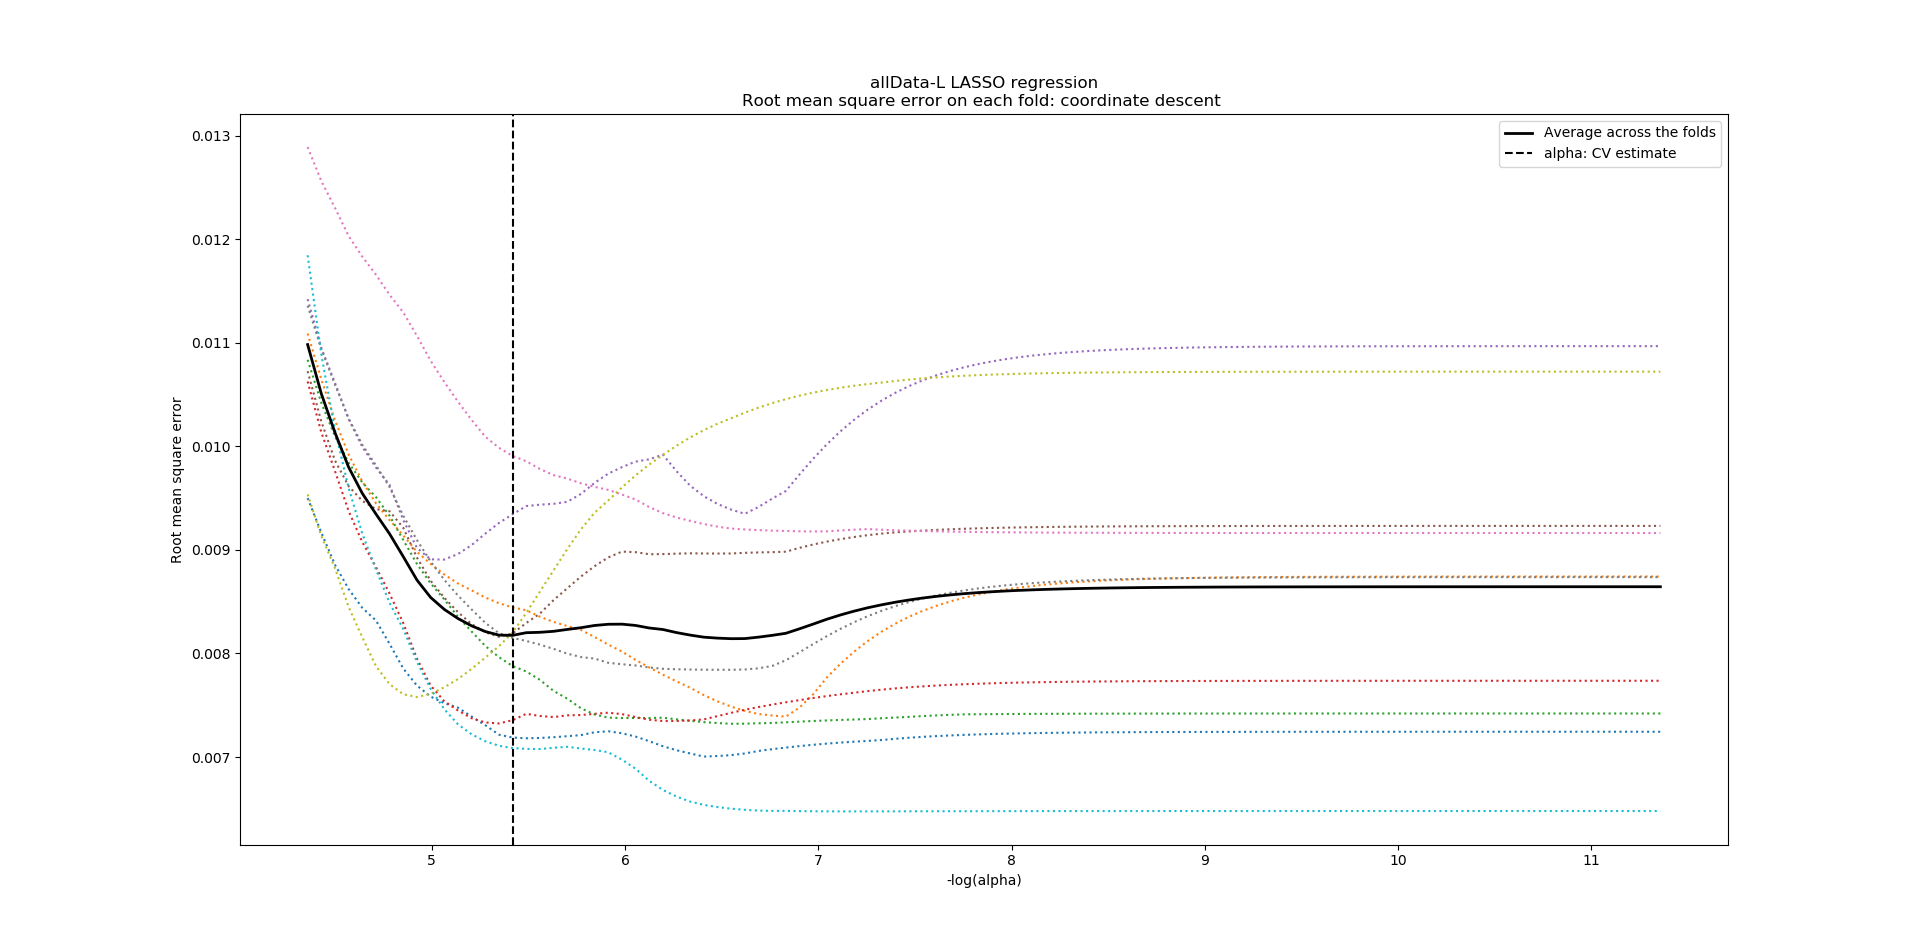 allData-L LASSO regression
Root mean square error on each fold: coordinate descent
Average across the folds
alpha: CV estimate
Root mean square error
0.013
0.012
0.011
0.010
0.009
0.008
0.007
5 6 7 8 9 10 11
-log(alpha)